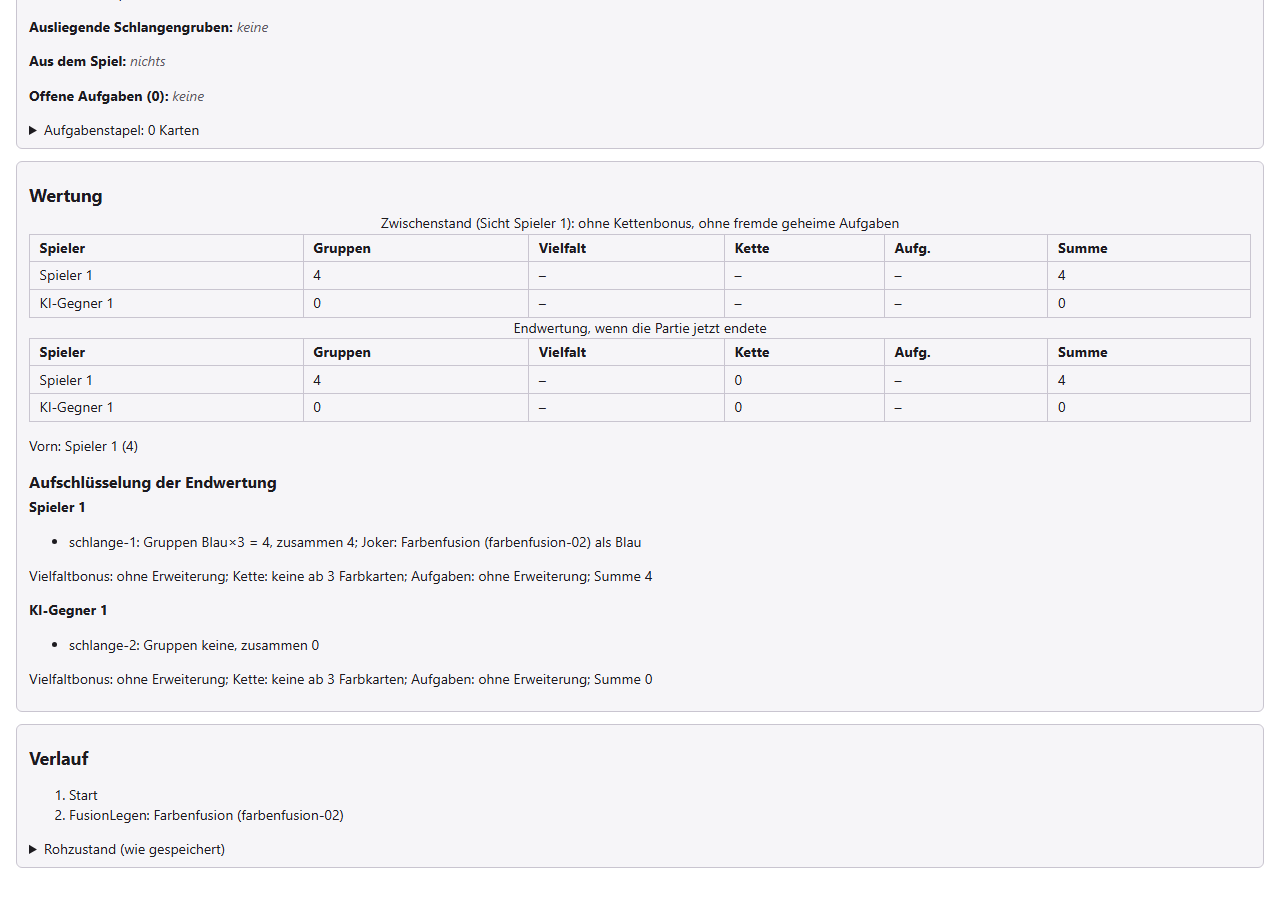 Ausliegende Schlangengruben: keine
Aus dem Spiel: nichts
Offene Aufgaben (0): keine
▶ Aufgabenstapel: 0 Karten
Wertung
Zwischenstand (Sicht Spieler 1): ohne Kettenbonus, ohne fremde geheime Aufgaben
Spieler Gruppen Vielfalt Kette Aufg. Summe
Spieler 1 4 – – – 4
KI-Gegner 1 0 – – – 0
Endwertung, wenn die Partie jetzt endete
Spieler Gruppen Vielfalt Kette Aufg. Summe
Spieler 1 4 – 0 – 4
KI-Gegner 1 0 – 0 – 0
Vorn: Spieler 1 (4)
Aufschlüsselung der Endwertung
Spieler 1
• schlange-1: Gruppen Blau×3 = 4, zusammen 4; Joker: Farbenfusion (farbenfusion-02) als Blau
Vielfaltbonus: ohne Erweiterung; Kette: keine ab 3 Farbkarten; Aufgaben: ohne Erweiterung; Summe 4
KI-Gegner 1
• schlange-2: Gruppen keine, zusammen 0
Vielfaltbonus: ohne Erweiterung; Kette: keine ab 3 Farbkarten; Aufgaben: ohne Erweiterung; Summe 0
Verlauf
1. Start
2. FusionLegen: Farbenfusion (farbenfusion-02)
▶ Rohzustand (wie gespeichert)